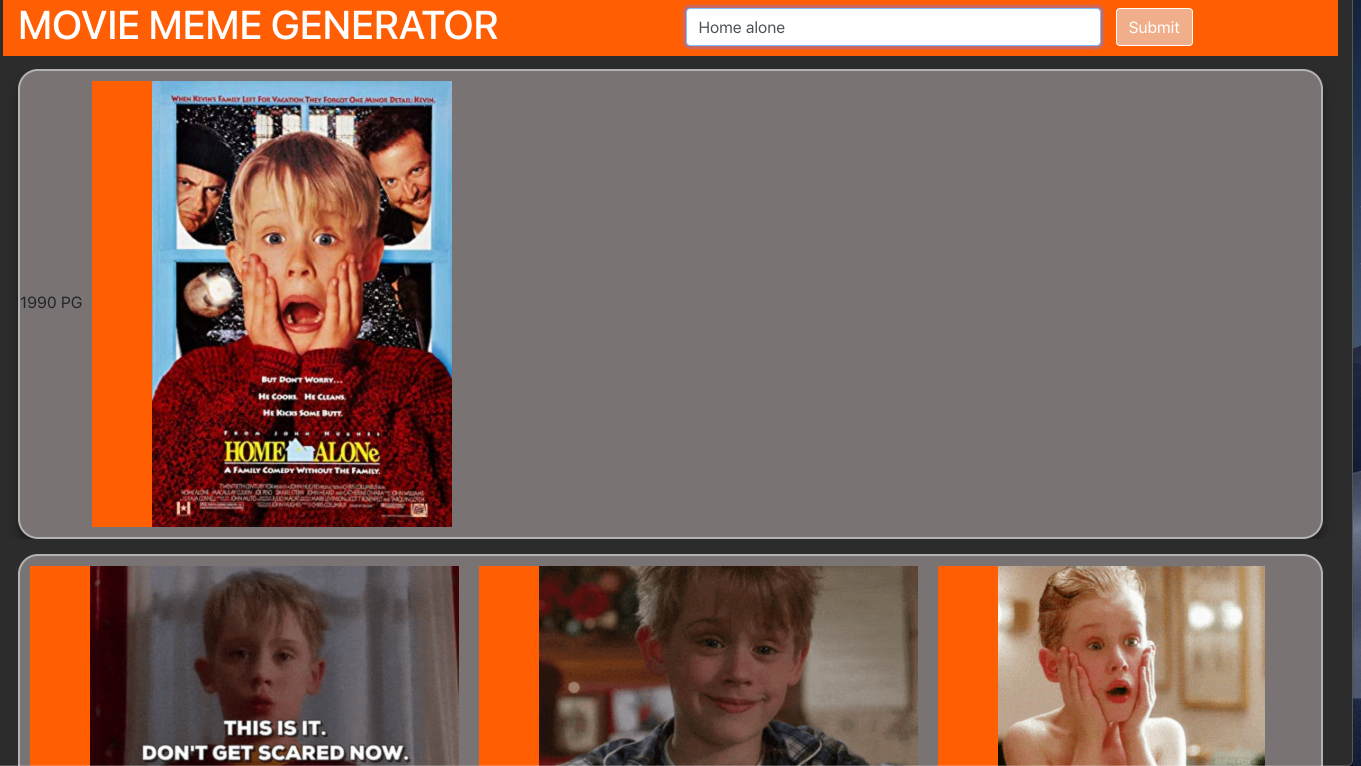 MOVIE MEME GENERATOR
Home alone
Submit
WHEN KEVIN'S FAMILY LEFT FOR VACATION, THEY FORGOT ONE MINOR DETAIL: KEVIN.
1990 PG
BUT DON'T WORRY...
HE COOKS. HE CLEANS.
HE KICKS SOME BUTT.
FROM JOHN HUGHES
HOME ALONe
A FAMILY COMEDY WITHOUT THE FAMILY.
THIS IS IT.
DON'T GET SCARED NOW.